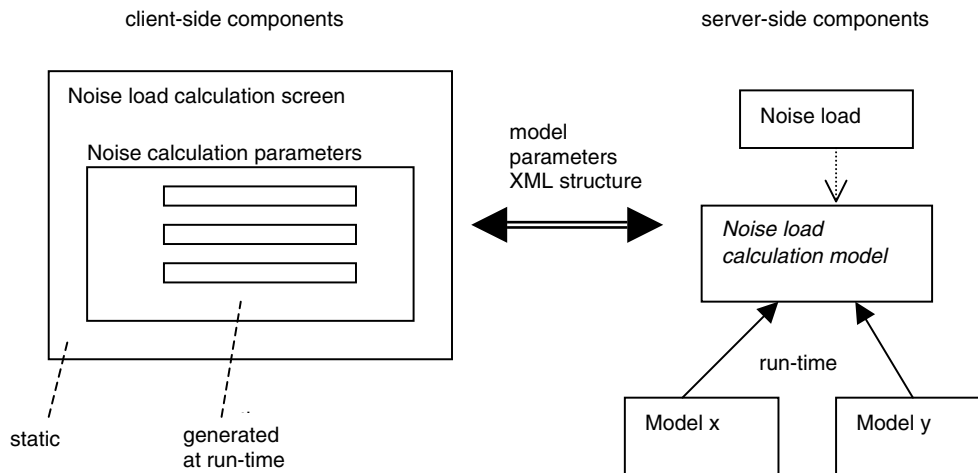 client-side components
server-side components
Noise load calculation screen
Noise calculation parameters
model
parameters
XML structure
Noise load
Noise load
calculation model
run-time
Model x
Model y
static
generated
at run-time